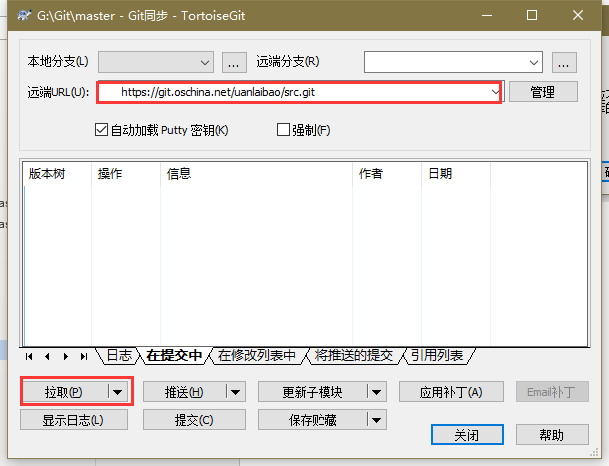 G:\Git\master - Git同步 - TortoiseGit
本地分支(L) ... 远端分支(R) ...
远端URL(U): https://git.oschina.net/uanlaibao/src.git 管理
自动加载 Putty 密钥(K) 强制(F)
版本树 操作 信息 作者 日期
日志 在提交中 在修改列表中 将推送的提交 引用列表
拉取(P) 推送(H) 更新子模块 应用补丁(A) Email补丁
显示日志(L) 提交(C) 保存贮藏
关闭 帮助